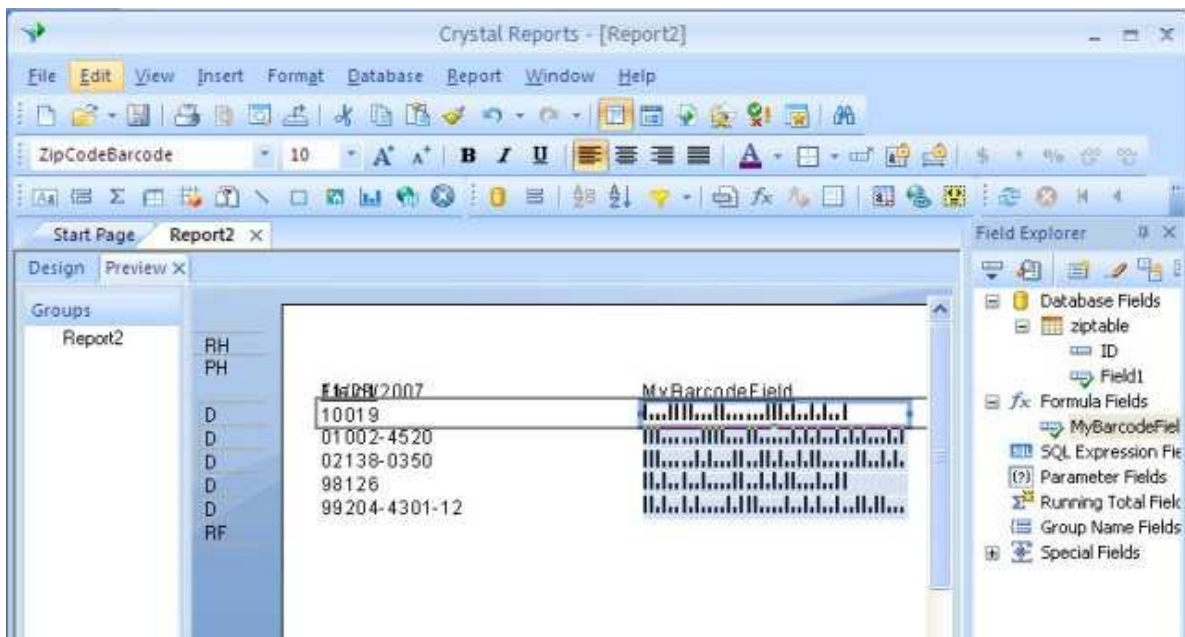 Crystal Reports - [Report2]
File Edit View Insert Format Database Report Window Help
ZipCodeBarcode 10 A A B I U A $ %
Start Page Report2
Field Explorer
Design Preview
Groups
Report2
RH
PH
MyBarcodeField
D 10019
D 01002-4520
D 02138-0350
D 98126
D 99204-4301-12
RF
Database Fields
ziptable
ID
Field1
Formula Fields
MyBarcodeFiel
SQL Expression Fie
Parameter Fields
Running Total Field
Group Name Fields
Special Fields